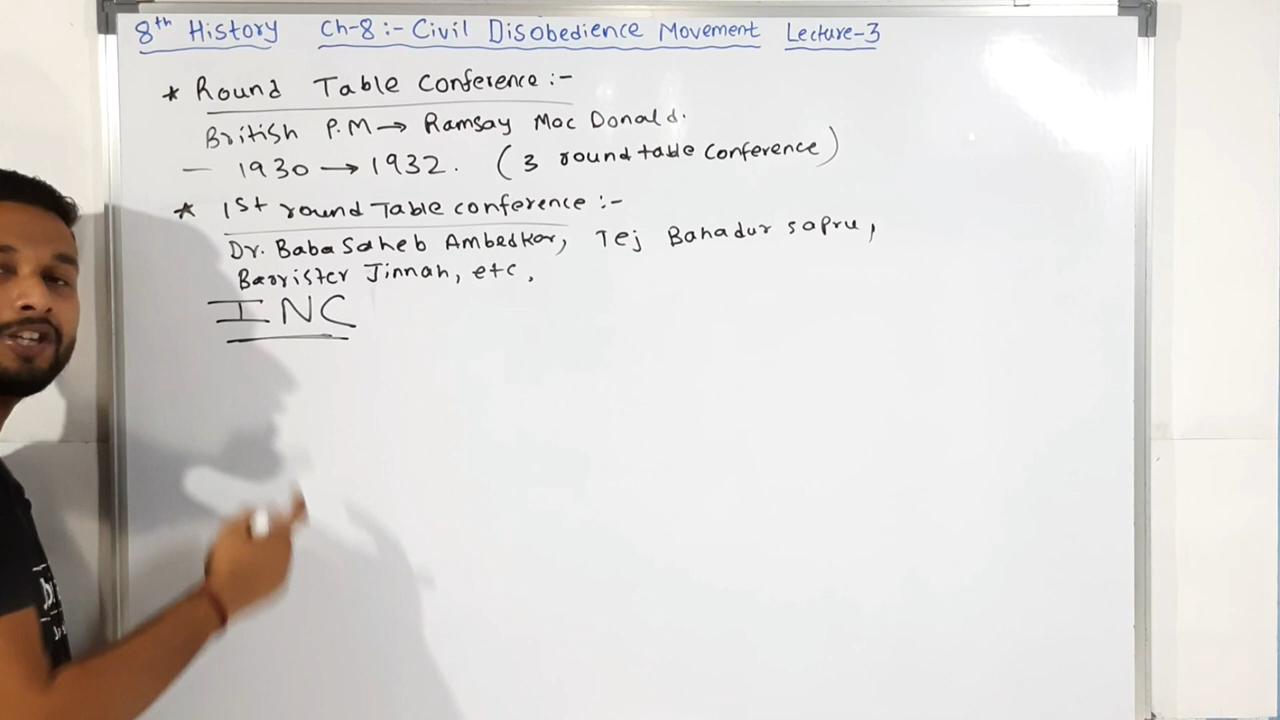 8th History Ch-8:- Civil Disobedience Movement Lecture-3
* Round Table Conference :-
British P.M → Ramsay Moc Donald.
— 1930 → 1932. (3 round table conference)
* 1st round Table conference :-
Dr. Baba Saheb Ambedkar, Tej Bahadur sapru,
Barrister Jinnah, etc,
INC